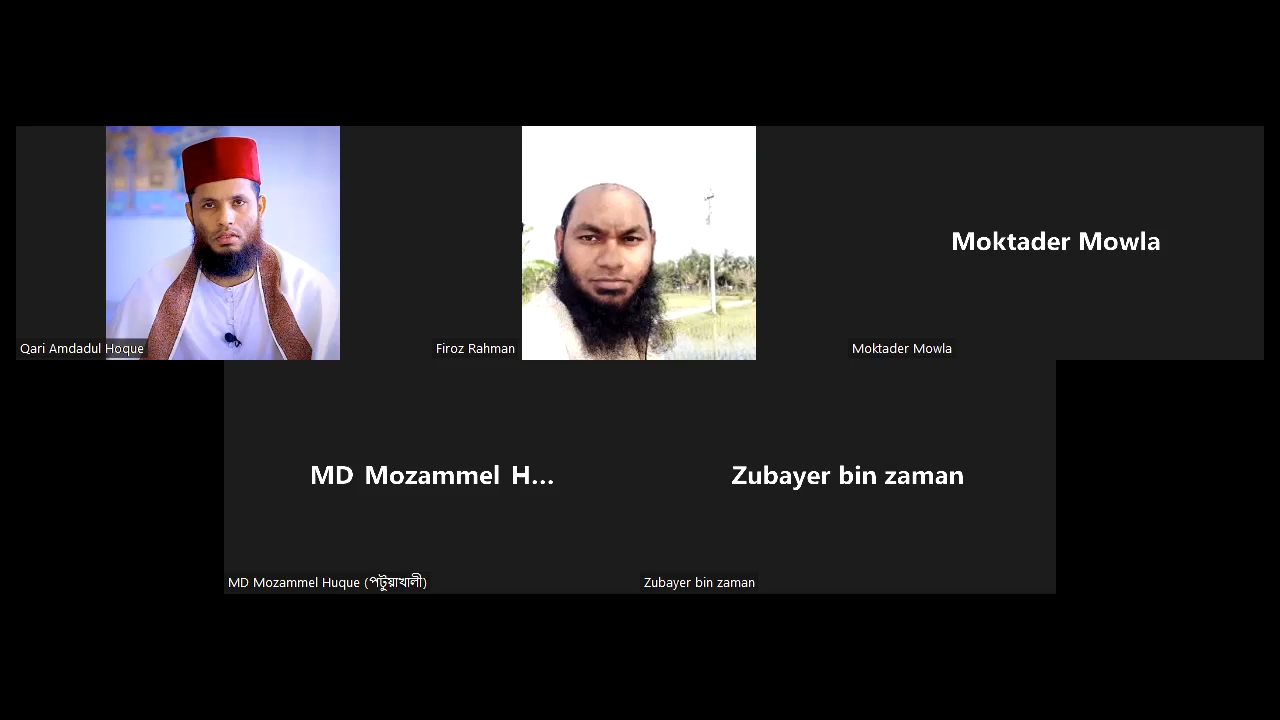 Moktader Mowla
Qari Amdadul Hoque
Firoz Rahman
Moktader Mowla
MD Mozammel H...
Zubayer bin zaman
MD Mozammel Huque (পটুয়াখালী)
Zubayer bin zaman